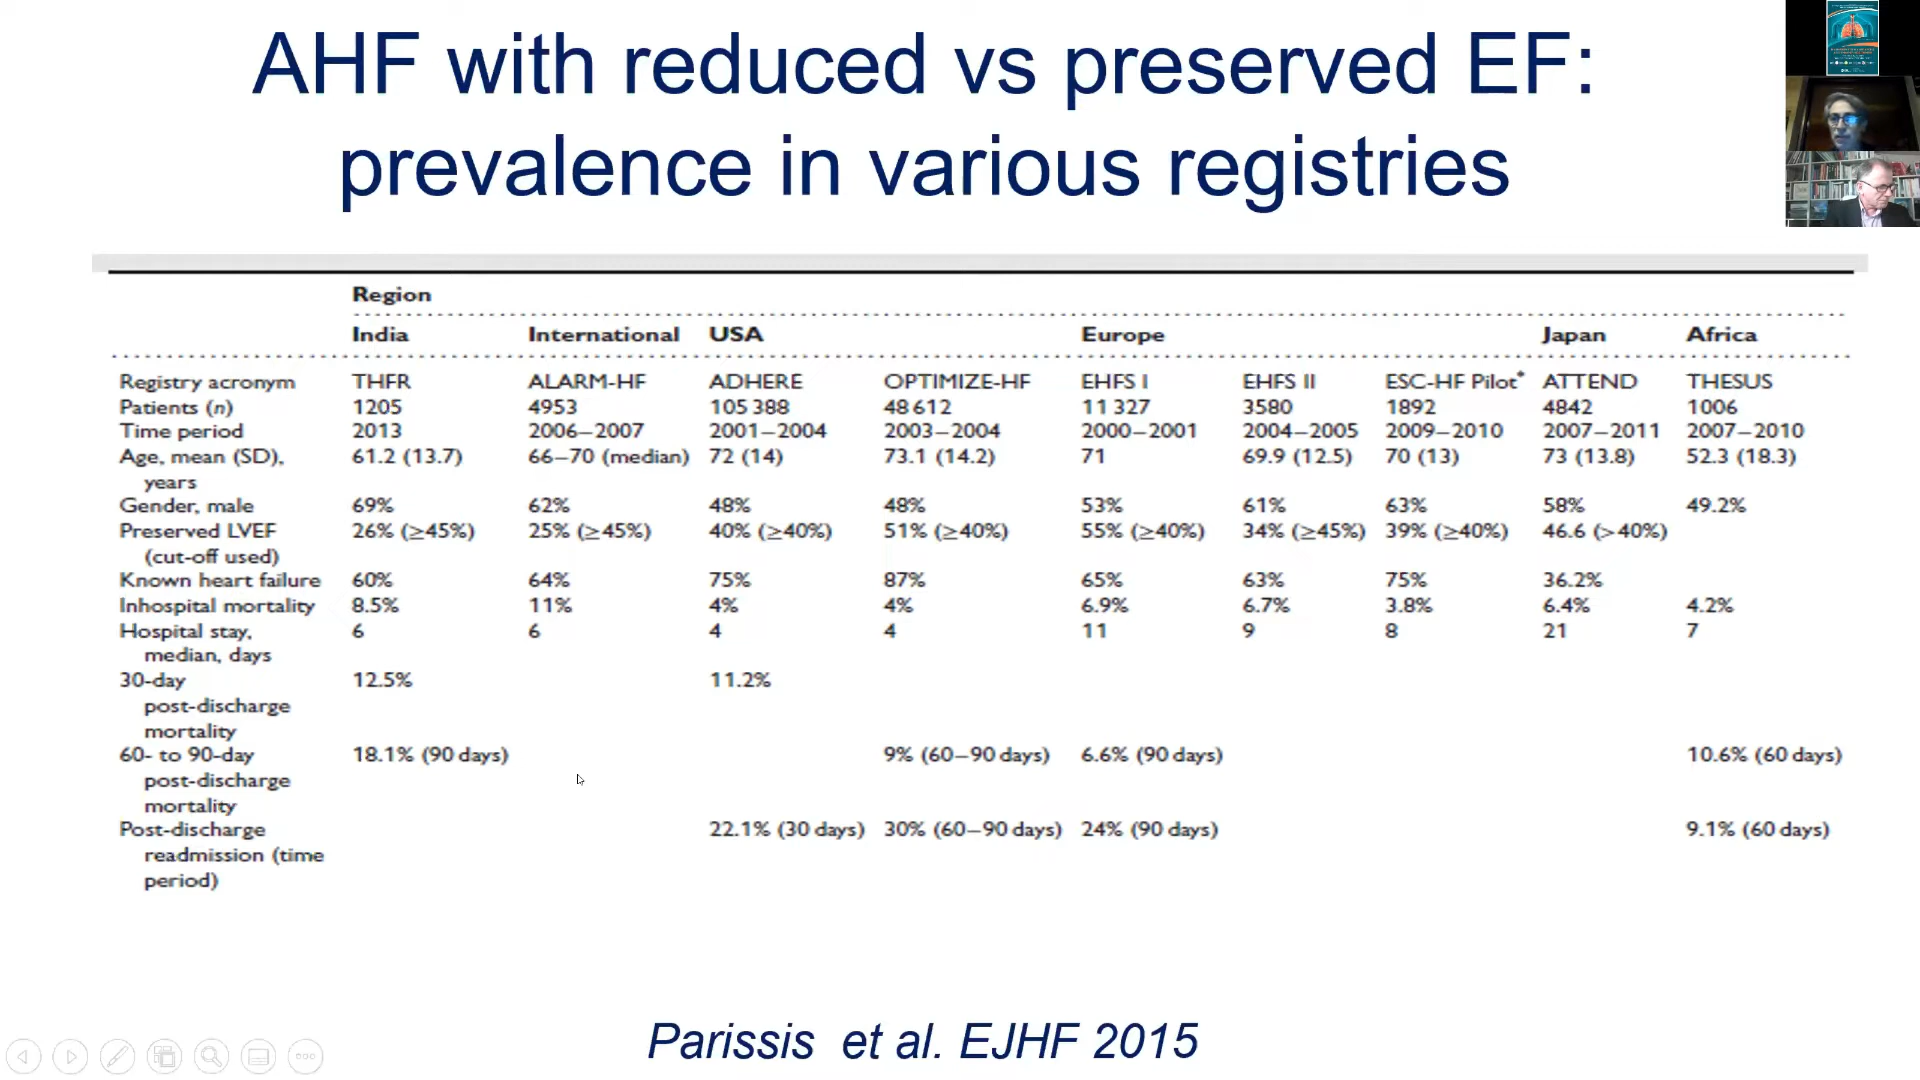 AHF with reduced vs preserved EF:
prevalence in various registries
Region
India International USA Europe Japan Africa
Registry acronym THFR ALARM-HF ADHERE OPTIMIZE-HF EHFS I EHFS II ESC-HF Pilot* ATTEND THESUS
Patients (n) 1205 4953 105 388 48 612 11 327 3580 1892 4842 1006
Time period 2013 2006–2007 2001–2004 2003–2004 2000–2001 2004–2005 2009–2010 2007–2011 2007–2010
Age, mean (SD), 61.2 (13.7) 66–70 (median) 72 (14) 73.1 (14.2) 71 69.9 (12.5) 70 (13) 73 (13.8) 52.3 (18.3)
years
Gender, male 69% 62% 48% 48% 53% 61% 63% 58% 49.2%
Preserved LVEF 26% (≥45%) 25% (≥45%) 40% (≥40%) 51% (≥40%) 55% (≥40%) 34% (≥45%) 39% (≥40%) 46.6 (>40%)
(cut-off used)
Known heart failure 60% 64% 75% 87% 65% 63% 75% 36.2%
Inhospital mortality 8.5% 11% 4% 4% 6.9% 6.7% 3.8% 6.4% 4.2%
Hospital stay, 6 6 4 4 11 9 8 21 7
median, days
30-day 12.5% 11.2%
post-discharge
mortality
60- to 90-day 18.1% (90 days) 9% (60–90 days) 6.6% (90 days) 10.6% (60 days)
post-discharge
mortality
Post-discharge 22.1% (30 days) 30% (60–90 days) 24% (90 days) 9.1% (60 days)
readmission (time
period)
Parissis et al. EJHF 2015